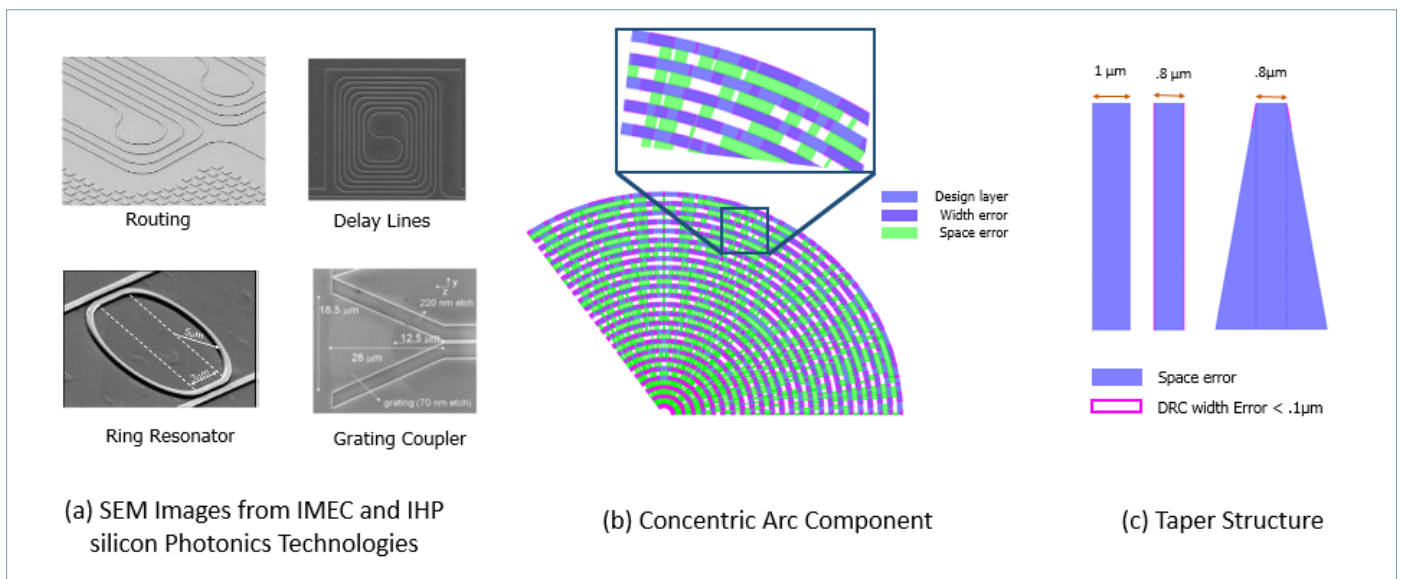 Routing
Delay Lines
5μm
3μm
Ring Resonator
y
z
220 nm etch
18.5 μm
12.5 μm
28 μm
grating (70 nm etch)
Grating Coupler
(a) SEM Images from IMEC and IHP
silicon Photonics Technologies
Design layer
Width error
Space error
(b) Concentric Arc Component
1 μm
.8 μm
.8μm
Space error
DRC width Error < .1μm
(c) Taper Structure